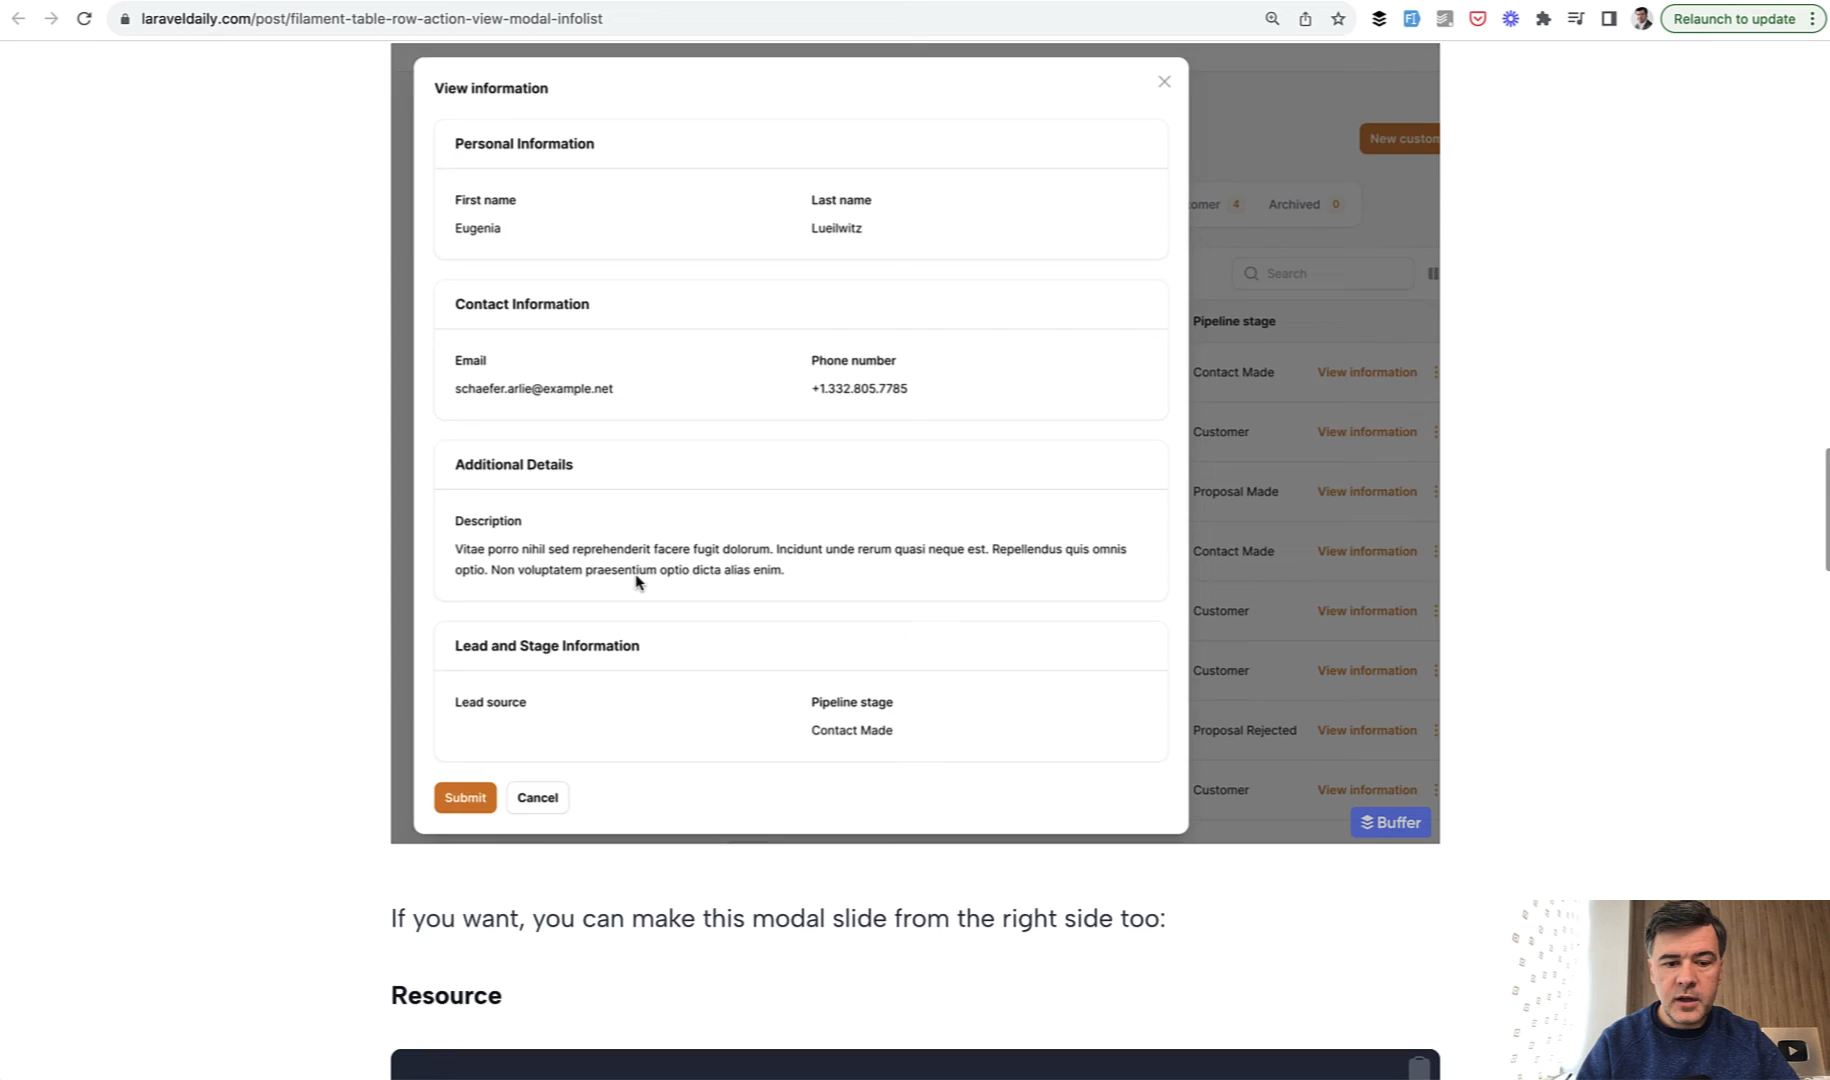 laraveldaily.com/post/filament-table-row-action-view-modal-infolist
Relaunch to update
View information
New custom
Personal Information
First name
Last name
Eugenia
Lueilwitz
omer 4 Archived 0
Search
Contact Information
Pipeline stage
Email
Phone number
schaefer.arlie@example.net
+1.332.805.7785
Contact Made View information
Customer View information
Additional Details
Proposal Made View information
Description
Vitae porro nihil sed reprehenderit facere fugit dolorum. Incidunt unde rerum quasi neque est. Repellendus quis omnis
optio. Non voluptatem praesentium optio dicta alias enim.
Contact Made View information
Customer View information
Lead and Stage Information
Customer View information
Lead source
Pipeline stage
Contact Made
Proposal Rejected View information
Submit
Cancel
Customer View information
Buffer
If you want, you can make this modal slide from the right side too:
Resource